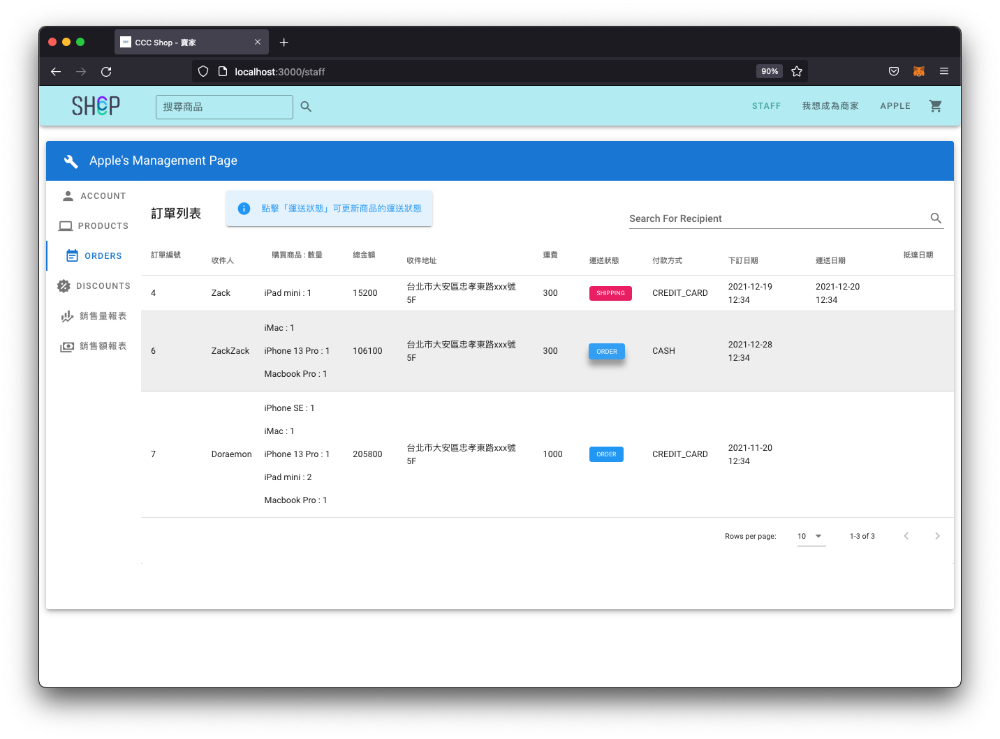 CCC Shop - 賣家
localhost:3000/staff
90%
SHCP
搜尋商品
STAFF
我想成為商家
APPLE
Apple's Management Page
ACCOUNT
PRODUCTS
ORDERS
DISCOUNTS
銷售量報表
銷售額報表
訂單列表
點擊「運送狀態」可更新商品的運送狀態
Search For Recipient
訂單編號 收件人 購買商品 : 數量 總金額 收件地址 運費 運送狀態 付款方式 下訂日期 運送日期 抵達日期
4 Zack iPad mini : 1 15200 台北市大安區忠孝東路xxx號 300 SHIPPING CREDIT_CARD 2021-12-19 2021-12-20
5F 12:34 12:34
iMac : 1
6 ZackZack iPhone 13 Pro : 1 106100 台北市大安區忠孝東路xxx號 300 ORDER CASH 2021-12-28
5F 12:34
Macbook Pro : 1
iPhone SE : 1
iMac : 1
7 Doraemon iPhone 13 Pro : 1 205800 台北市大安區忠孝東路xxx號 1000 ORDER CREDIT_CARD 2021-11-20
5F 12:34
iPad mini : 2
Macbook Pro : 1
Rows per page: 10 1-3 of 3